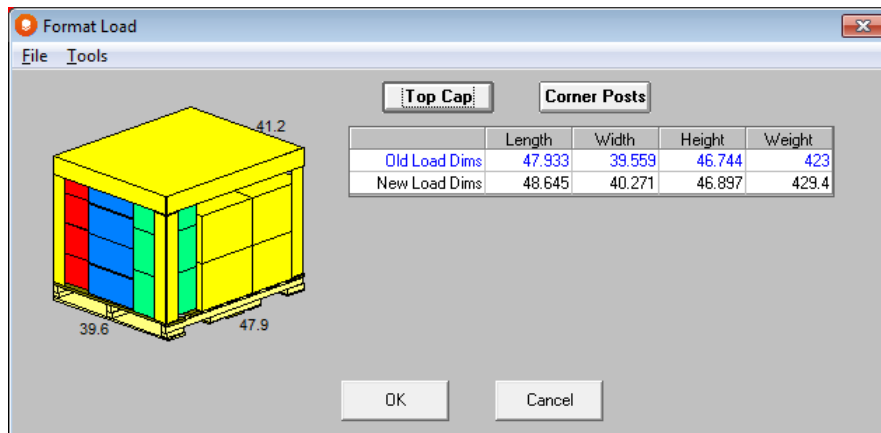 Format Load
File Tools
Top Cap Corner Posts
41.2
Length Width Height Weight
Old Load Dims 47.933 39.559 46.744 423
New Load Dims 48.645 40.271 46.897 429.4
39.6 47.9
OK Cancel